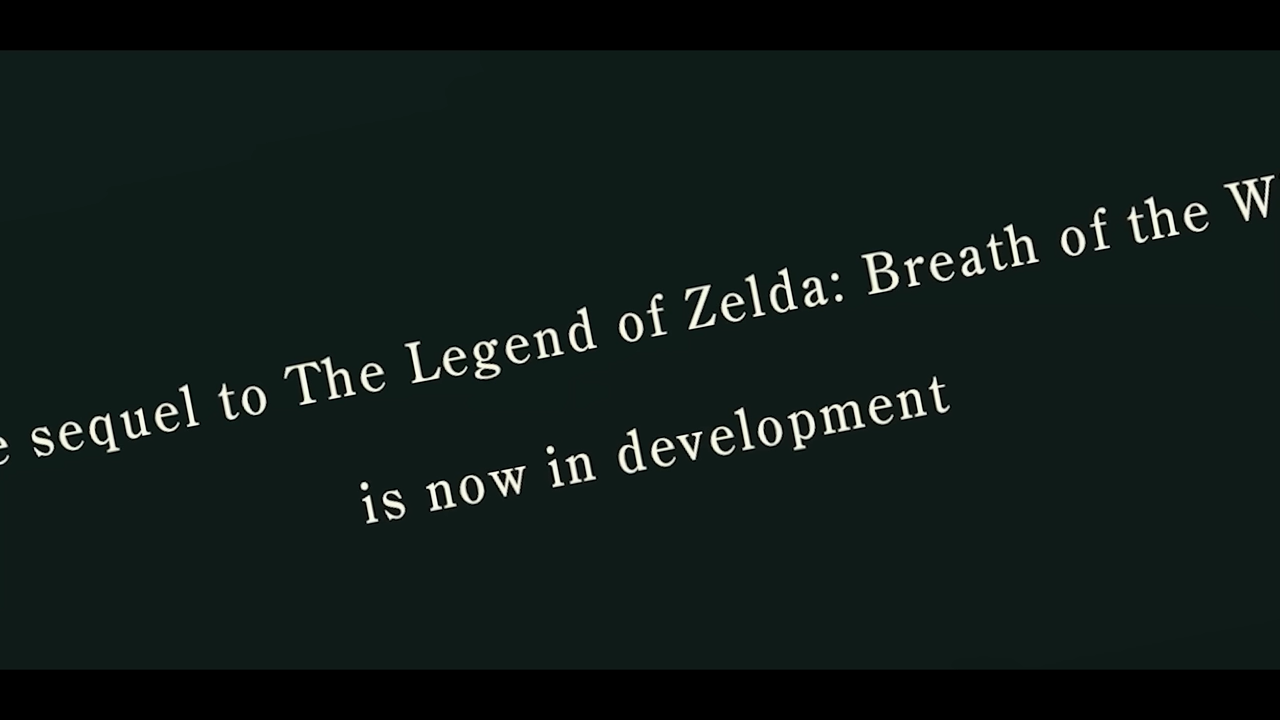 e sequel to The Legend of Zelda: Breath of the W
is now in development